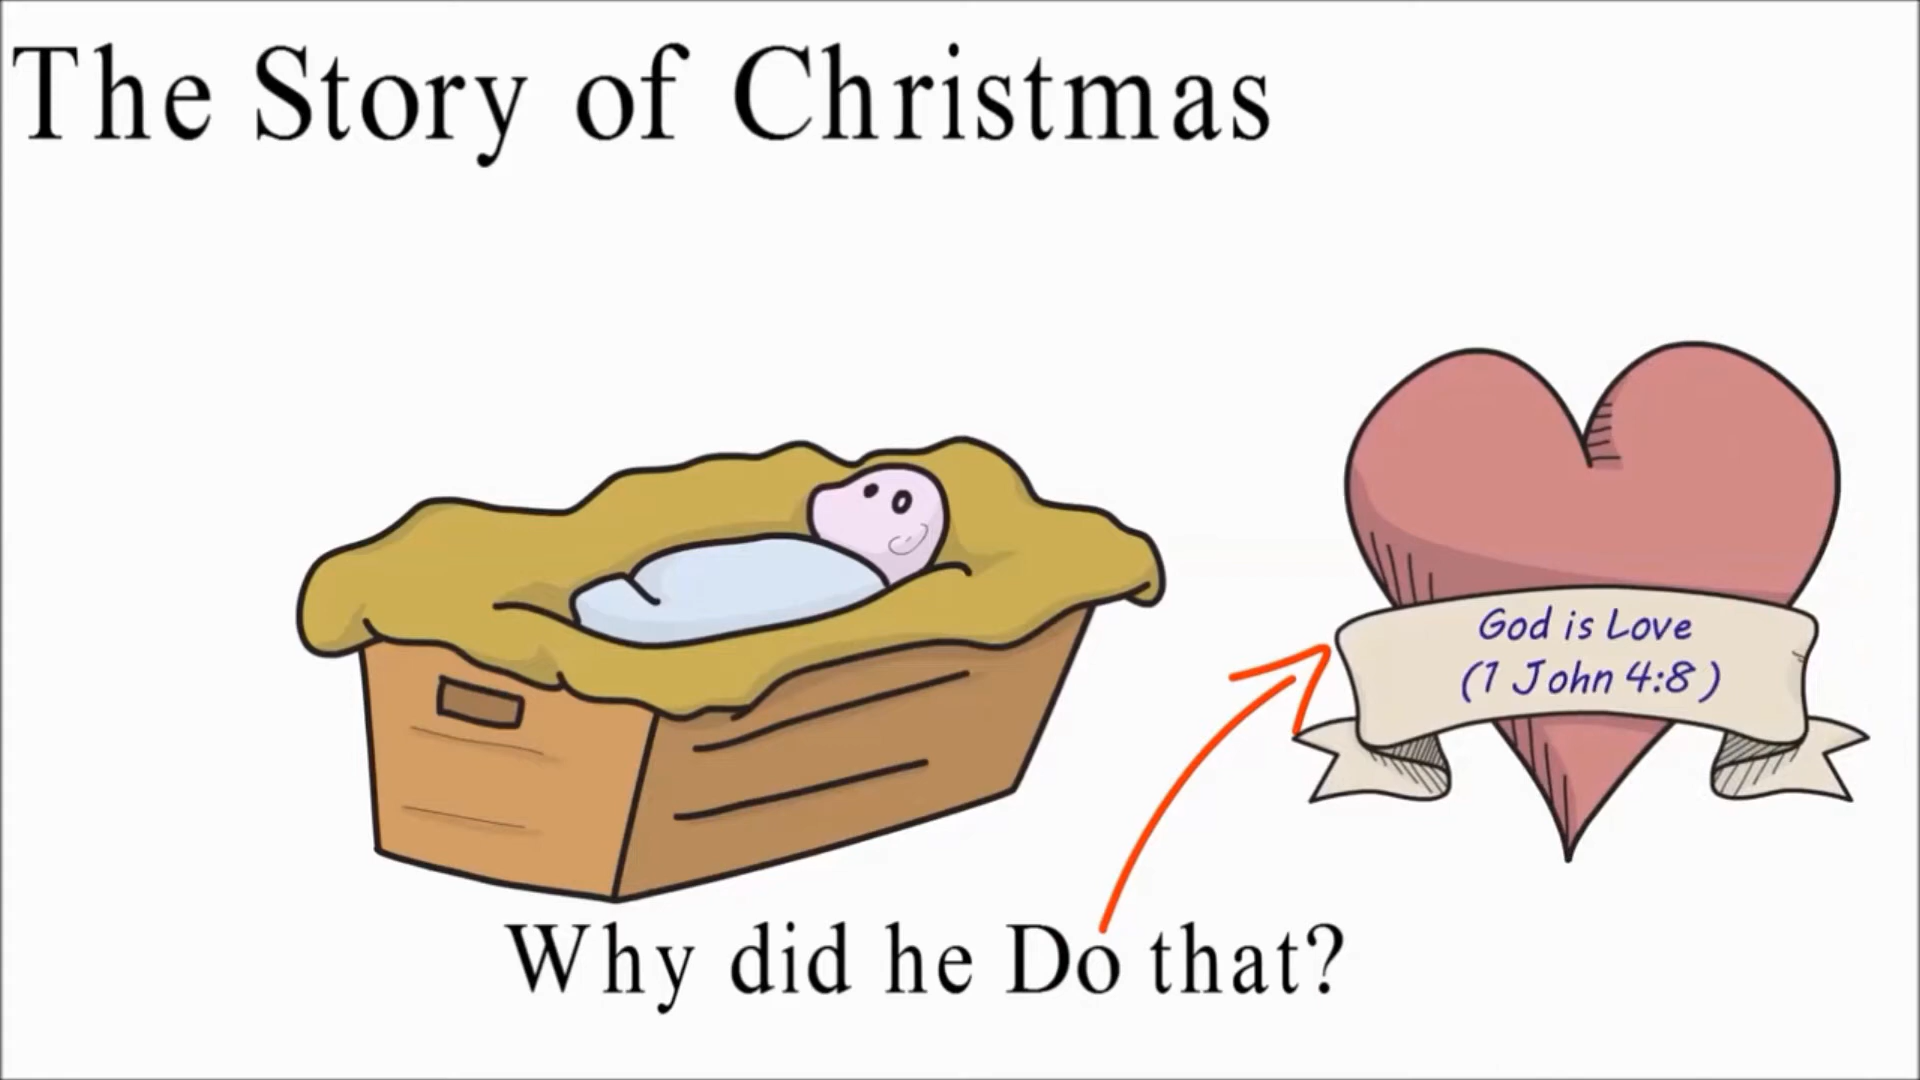 The Story of Christmas
God is Love
(1 John 4:8)
Why did he Do that?